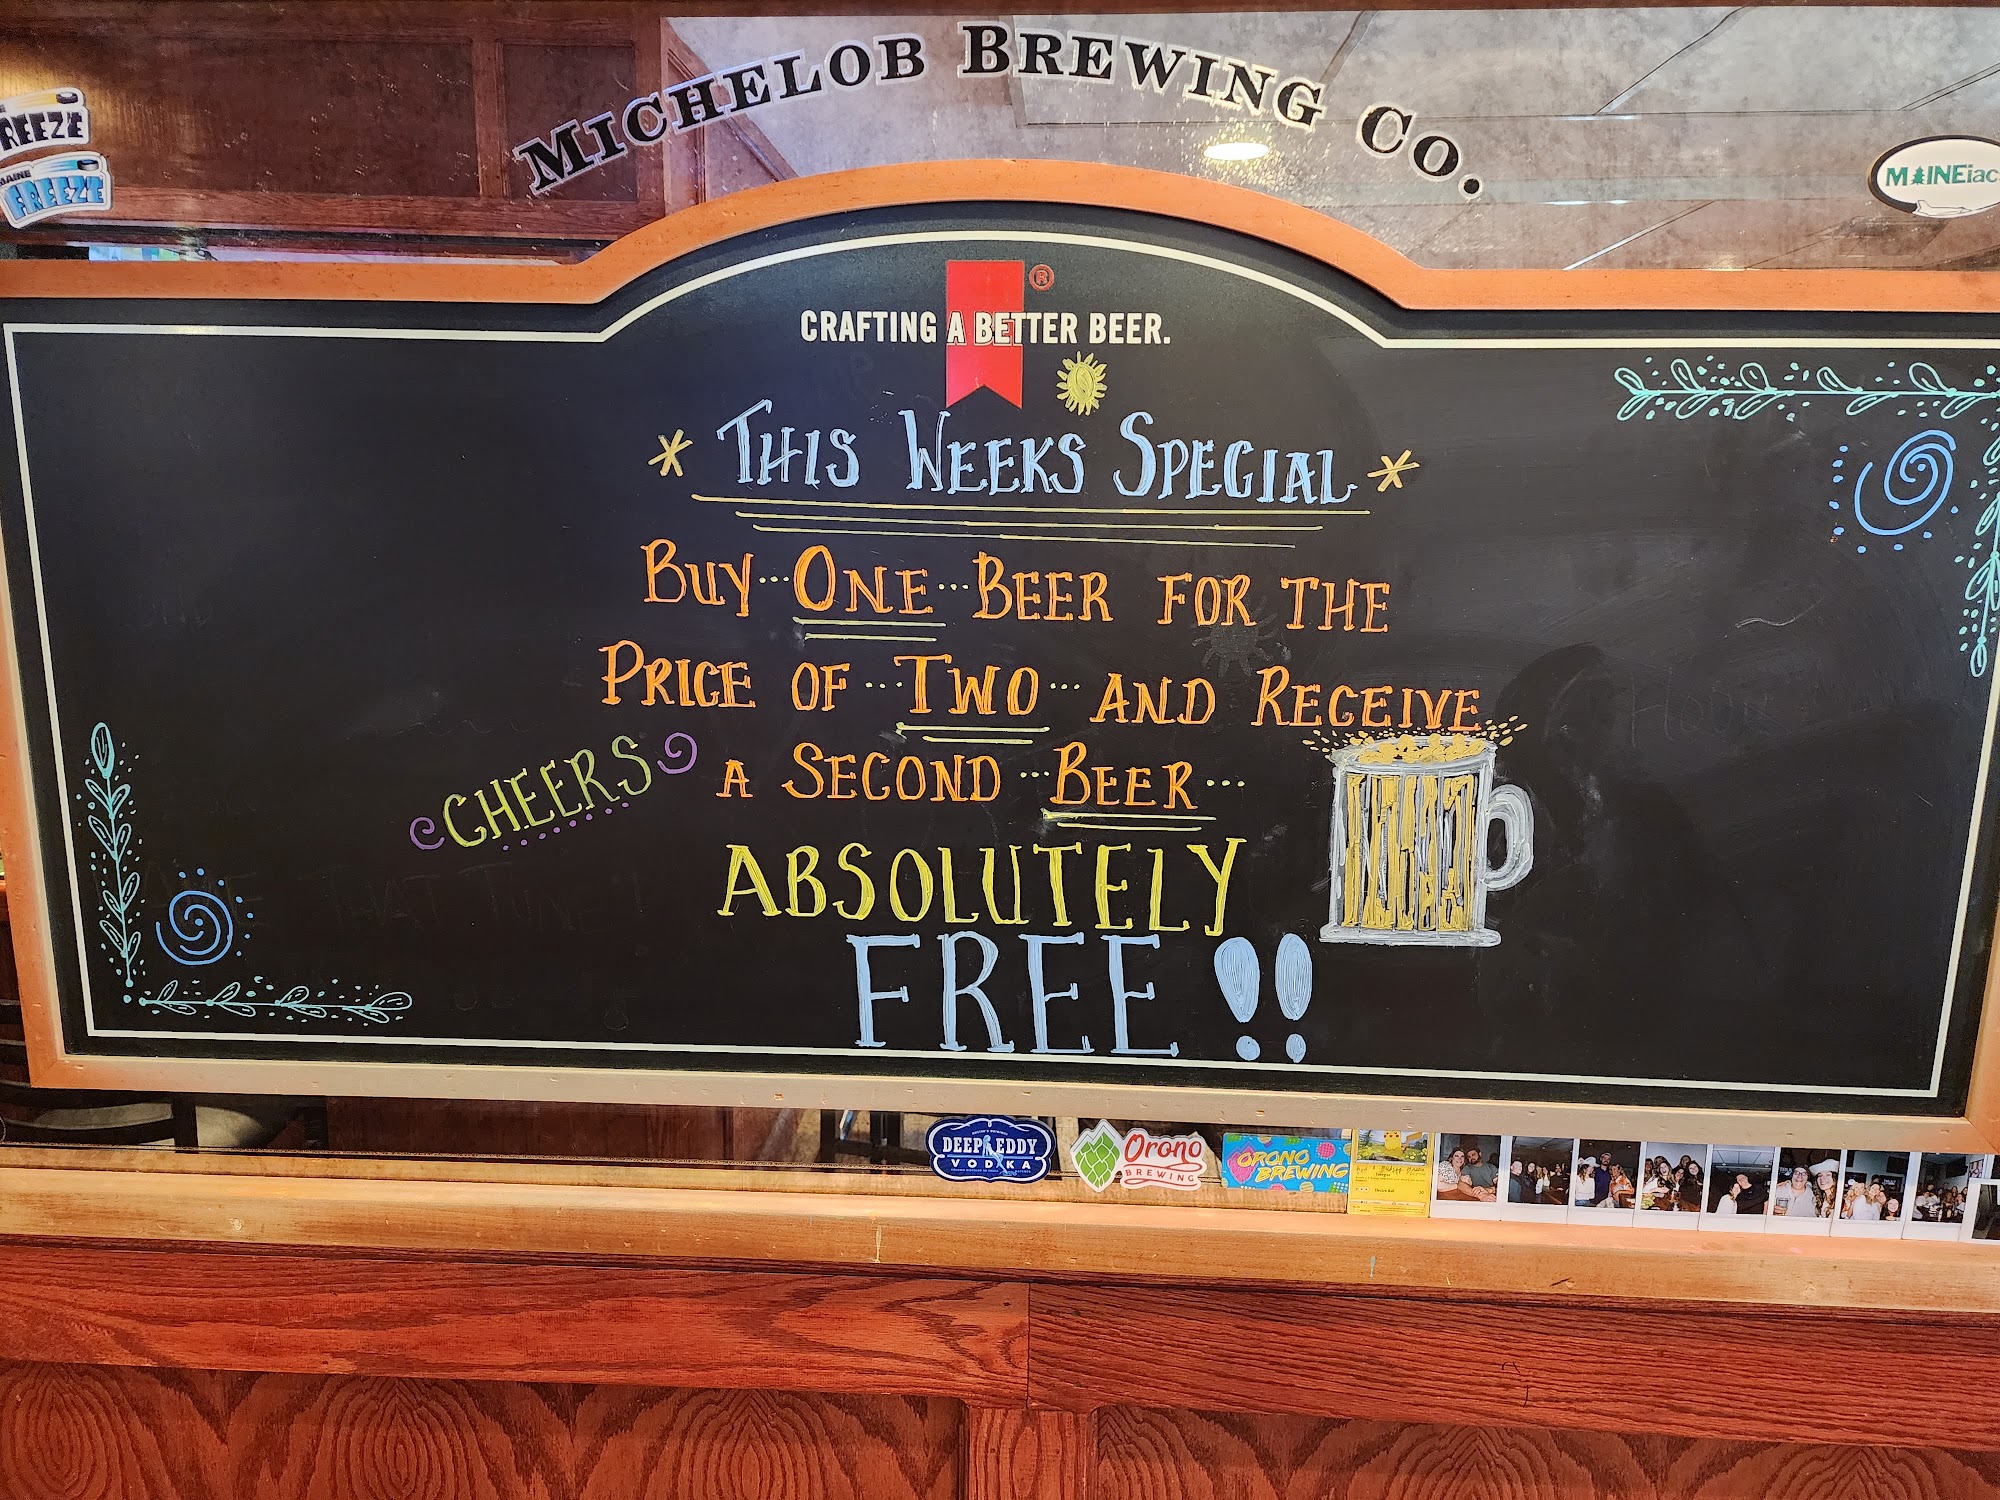 MICHELOB BREWING CO.
REEZE
MAINE
FREEZE
MAINEiac
®
CRAFTING A BETTER BEER.
* THIS WEEKS SPECIAL *
BUY ... ONE ... BEER FOR THE
PRICE OF ... TWO ... AND RECEIVE
A SECOND ... BEER ...
CHEERS
ABSOLUTELY
FREE!!
DEEP EDDY
VODKA
Orono
BREWING
ORONO
BREWING